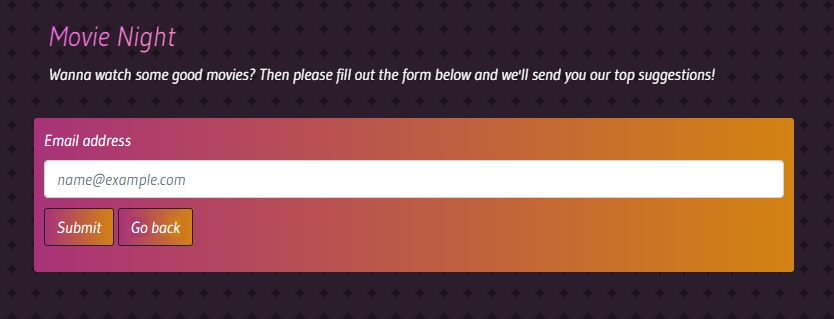 Movie Night
Wanna watch some good movies? Then please fill out the form below and we'll send you our top suggestions!
Email address
name@example.com
Submit Go back